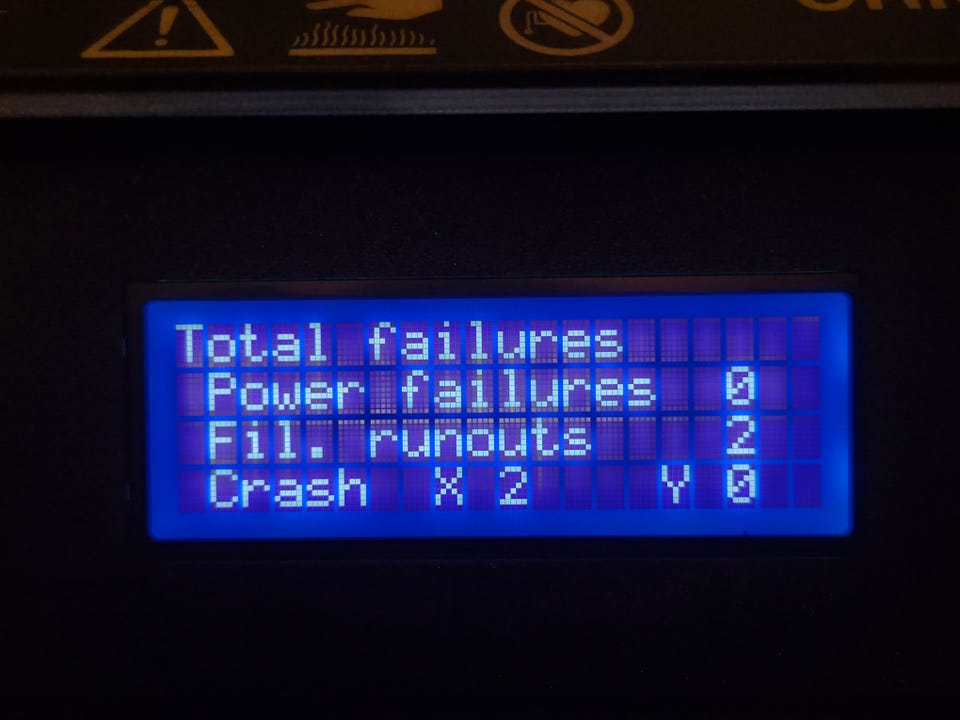 Total failures
Power failures 0
Fil. runouts 2
Crash X 2 Y 0